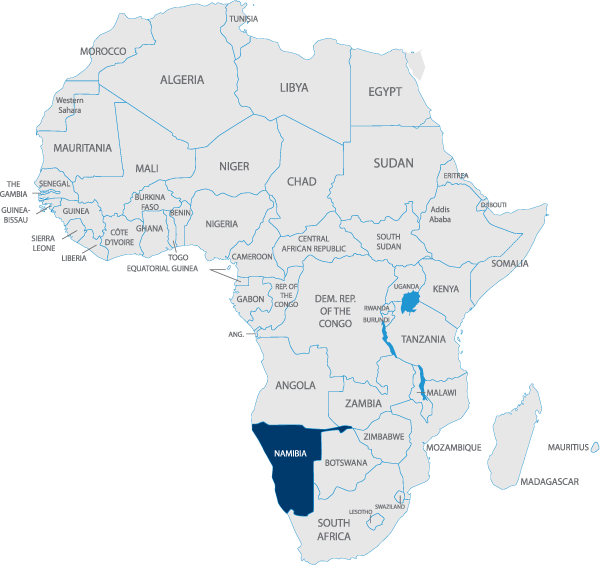 TUNISIA
MOROCCO
ALGERIA
LIBYA
EGYPT
Western
Sahara
MAURITANIA
MALI
NIGER
CHAD
SUDAN
ERITREA
THE
GAMBIA
SENEGAL
BURKINA
FASO
DJIBOUTI
GUINEA-
BISSAU
GUINEA
BENIN
Addis
Ababa
SIERRA
LEONE
CÔTE
D'IVOIRE
GHANA
NIGERIA
CENTRAL
AFRICAN REPUBLIC
SOUTH
SUDAN
LIBERIA
TOGO
CAMEROON
SOMALIA
EQUATORIAL GUINEA
GABON
REP. OF
THE
CONGO
DEM. REP.
OF THE
CONGO
UGANDA
KENYA
RWANDA
BURUNDI
ANG.
TANZANIA
ANGOLA
MALAWI
ZAMBIA
ZIMBABWE
MOZAMBIQUE
MAURITIUS
NAMIBIA
BOTSWANA
MADAGASCAR
SWAZILAND
LESOTHO
SOUTH
AFRICA